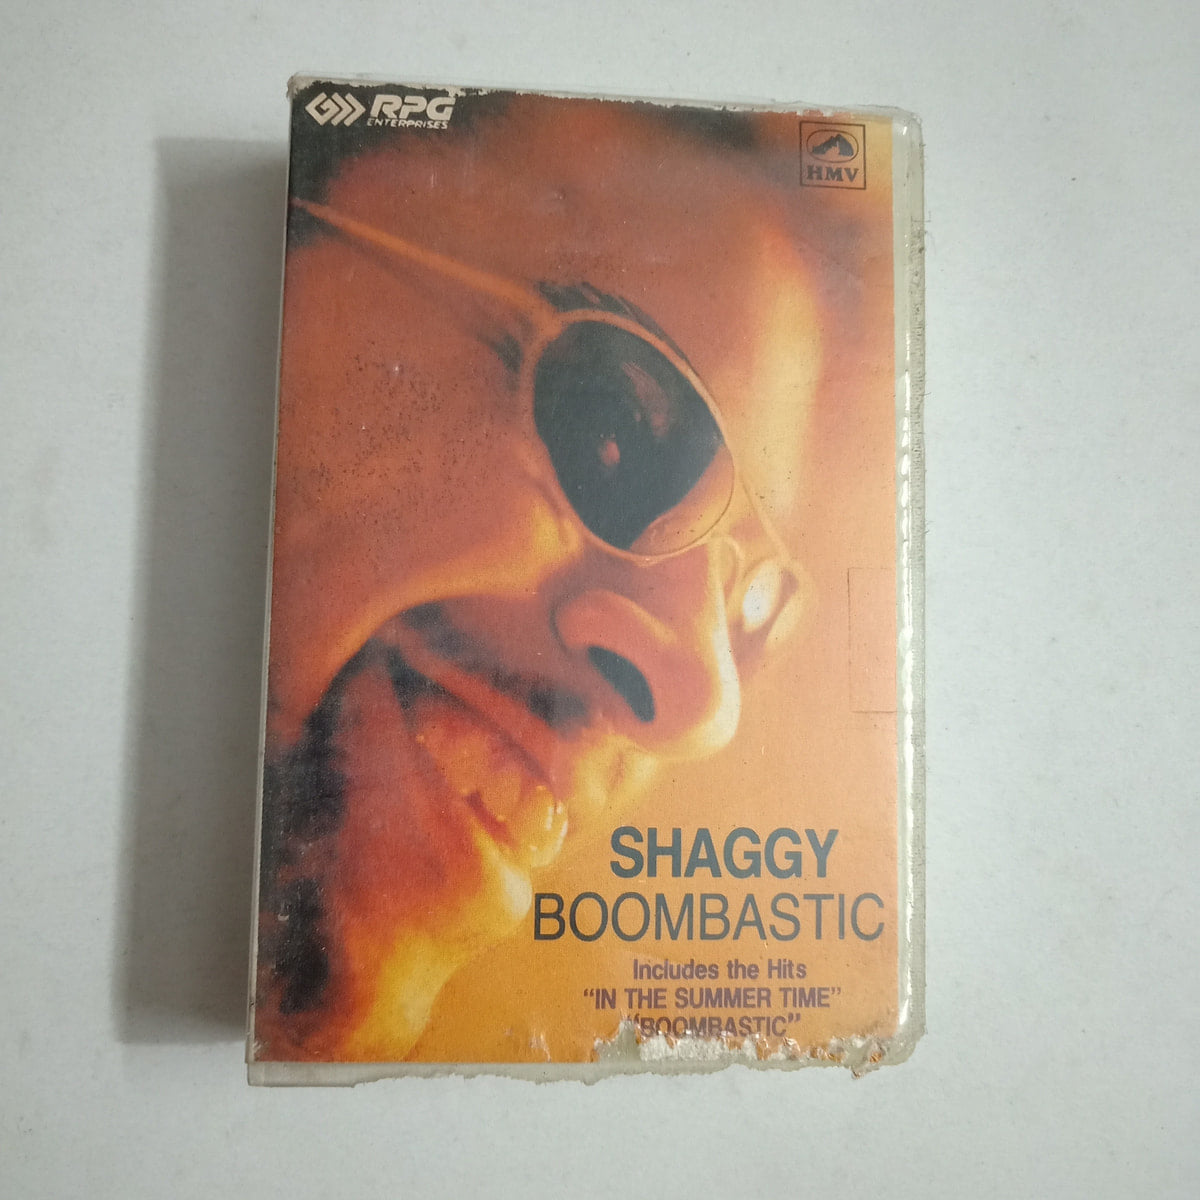 RPG
ENTERPRISES
HMV
SHAGGY
BOOMBASTIC
Includes the Hits
"IN THE SUMMER TIME"
"BOOMBASTIC"